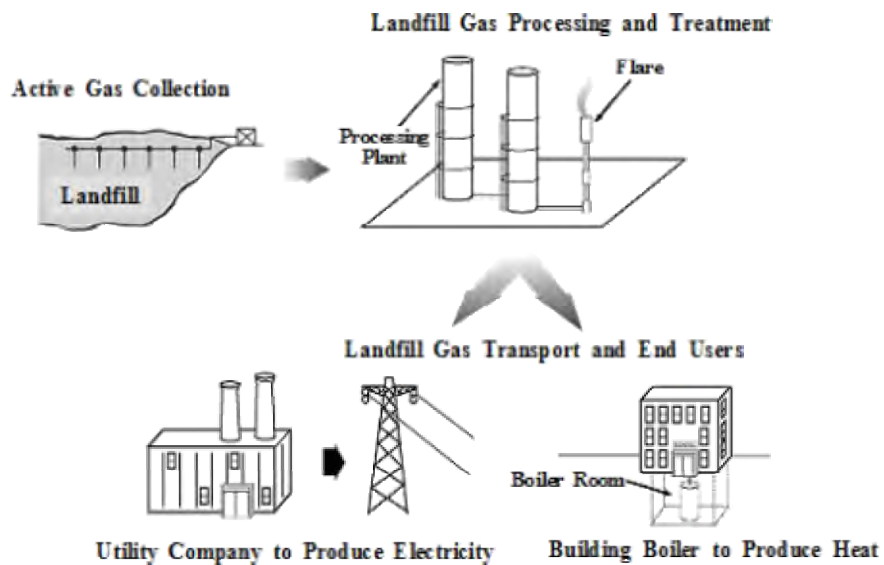 Landfill Gas Processing and Treatment
Active Gas Collection
Flare
Processing
Plant
Landfill
Landfill Gas Transport and End Users
Boiler Room
Utility Company to Produce Electricity
Building Boiler to Produce Heat